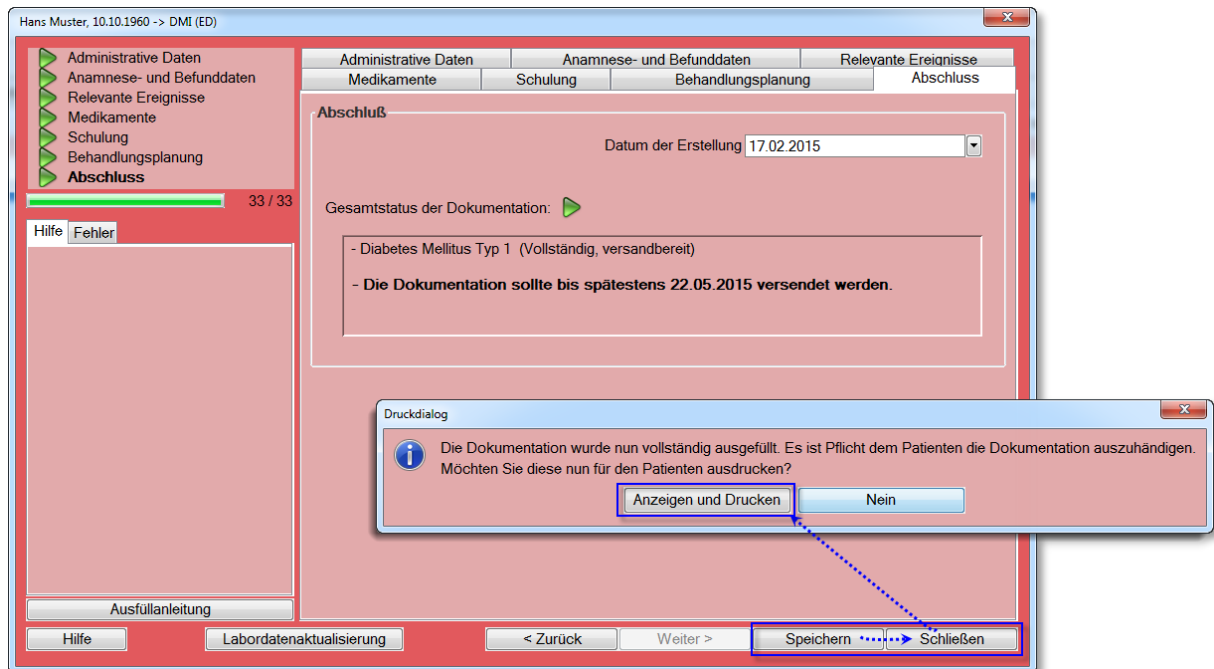 Hans Muster, 10.10.1960 -> DMI (ED)
Administrative Daten
Anamnese- und Befunddaten
Relevante Ereignisse
Medikamente
Schulung
Behandlungsplanung
Abschluss
33 / 33
Hilfe Fehler
Ausfüllanleitung
Administrative Daten Anamnese- und Befunddaten Relevante Ereignisse
Medikamente Schulung Behandlungsplanung Abschluss
Abschluß
Datum der Erstellung 17.02.2015
Gesamtstatus der Dokumentation:
- Diabetes Mellitus Typ 1 (Vollständig, versandbereit)
- Die Dokumentation sollte bis spätestens 22.05.2015 versendet werden.
Druckdialog
Die Dokumentation wurde nun vollständig ausgefüllt. Es ist Pflicht dem Patienten die Dokumentation auszuhändigen.
Möchten Sie diese nun für den Patienten ausdrucken?
Anzeigen und Drucken Nein
Hilfe Labordatenaktualisierung < Zurück Weiter > Speichern Schließen